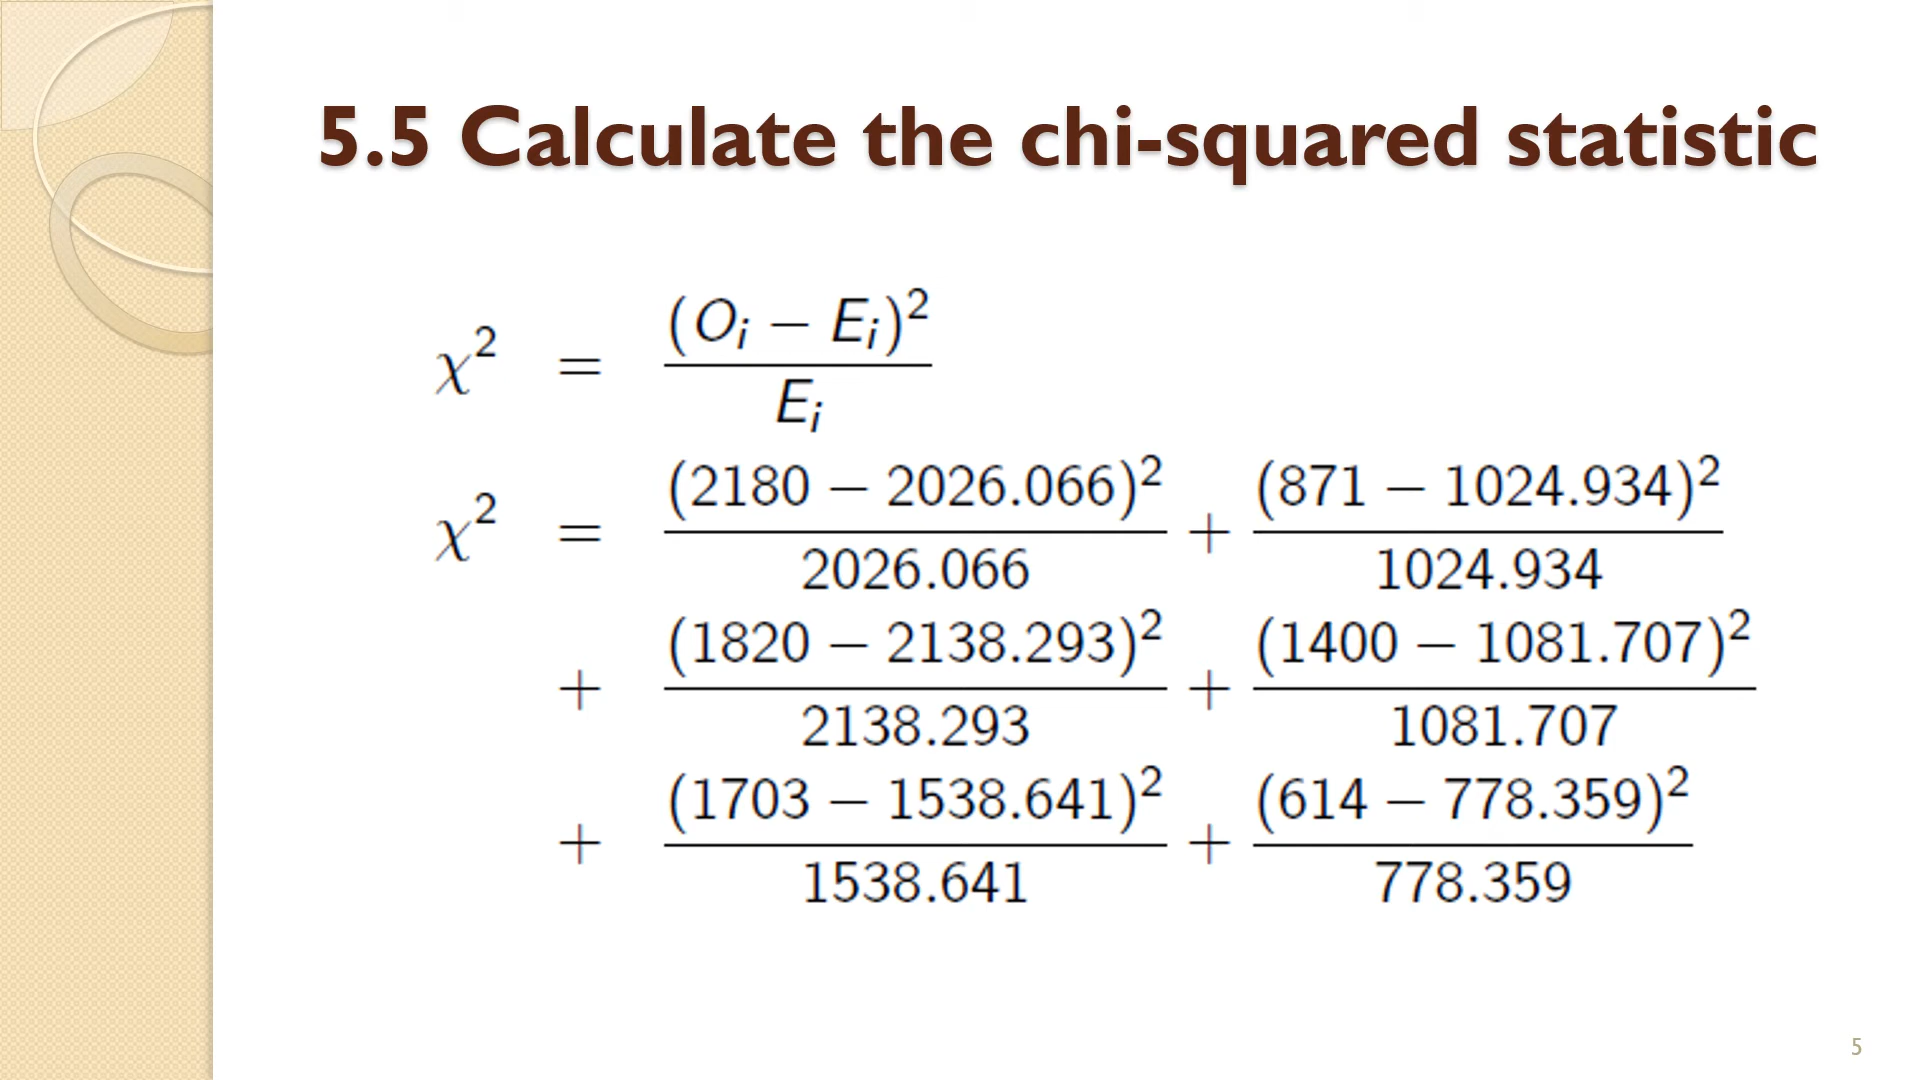 5.5 Calculate the chi-squared statistic
χ² = (Oᵢ − Eᵢ)² / Eᵢ
χ² = (2180 − 2026.066)² / 2026.066 + (871 − 1024.934)² / 1024.934
+ (1820 − 2138.293)² / 2138.293 + (1400 − 1081.707)² / 1081.707
+ (1703 − 1538.641)² / 1538.641 + (614 − 778.359)² / 778.359
5